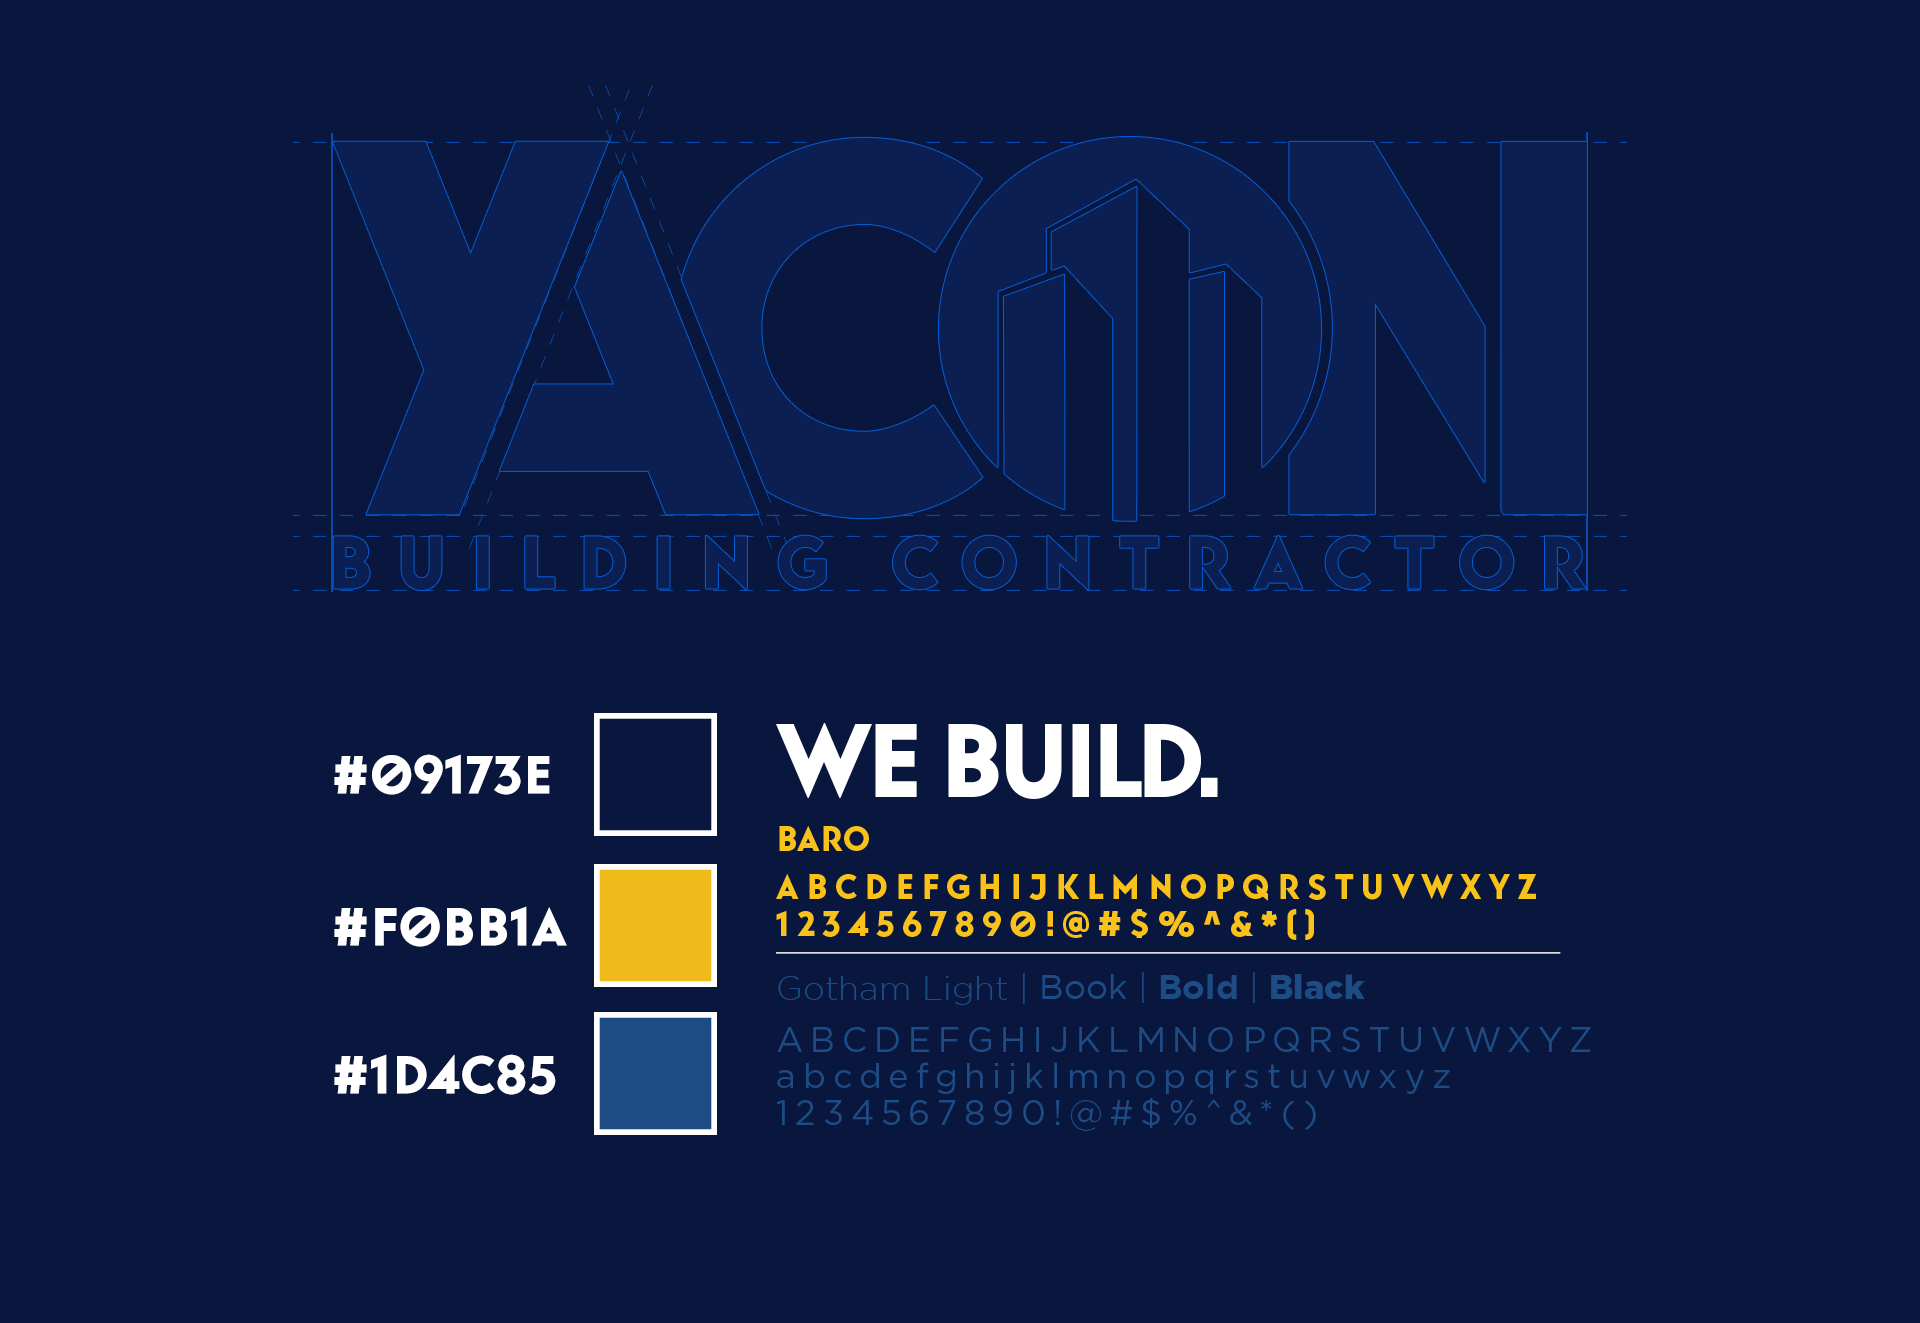 YACON
BUILDING CONTRACTOR
#09173E
#F0BB1A
#1D4C85
WE BUILD.
BARO
ABCDEFGHIJKLMNOPQRSTUVWXYZ
1234567890!@#$%^&*()
Gotham Light | Book | Bold | Black
ABCDEFGHIJKLMNOPQRSTUVWXYZ
abcdefghijklmnopqrstuvwxyz
1234567890!@#$%^&*()